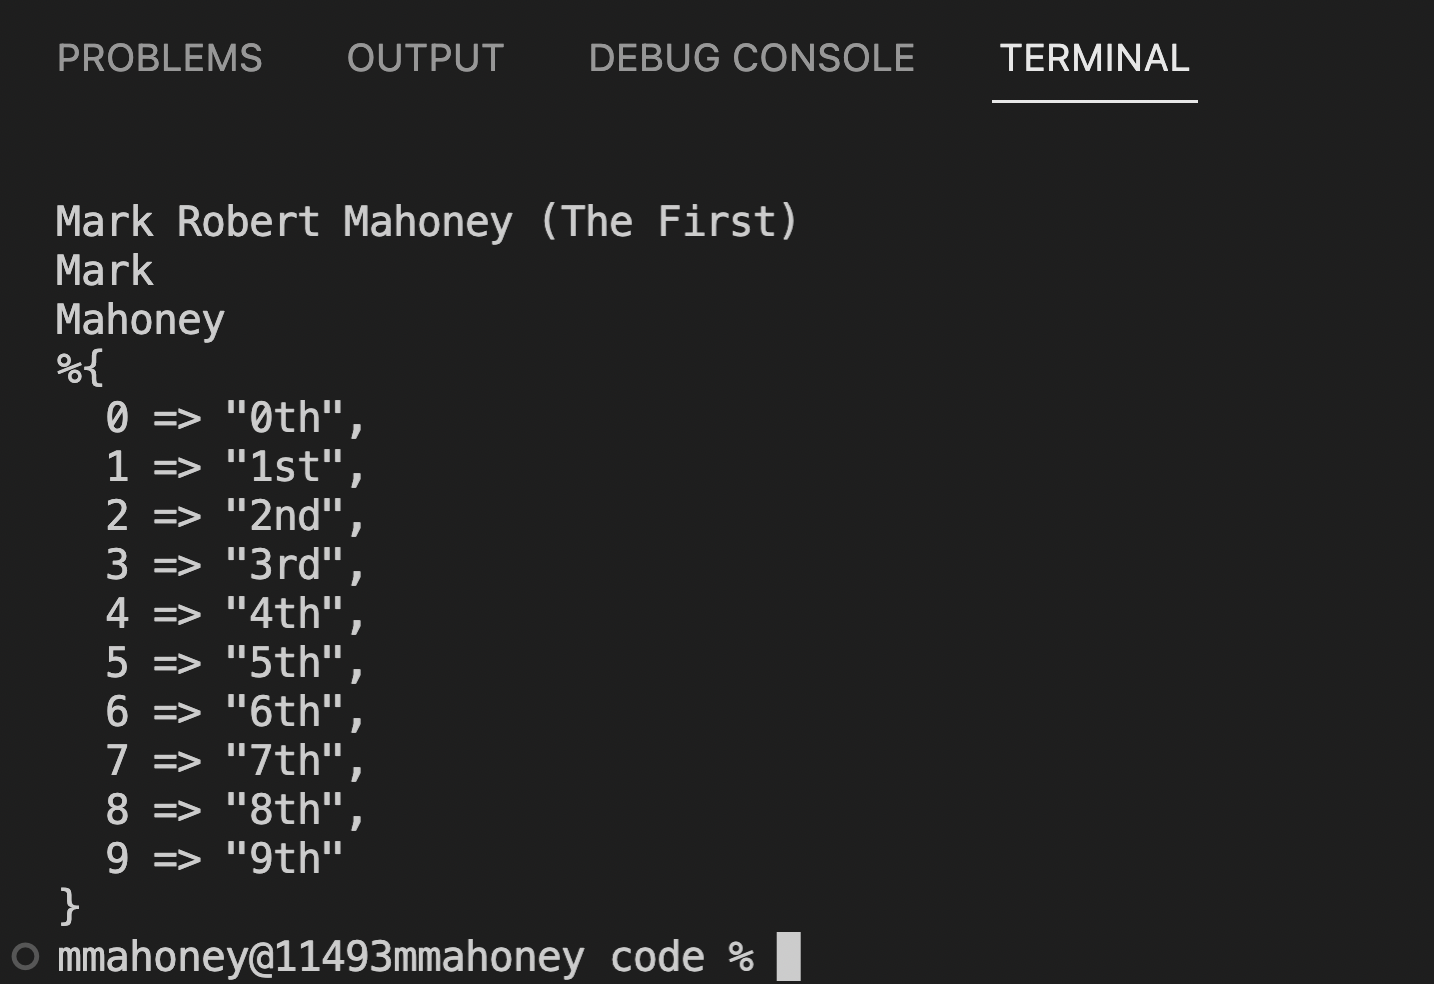 PROBLEMS OUTPUT DEBUG CONSOLE TERMINAL
Mark Robert Mahoney (The First)
Mark
Mahoney
%{
  0 => "0th",
  1 => "1st",
  2 => "2nd",
  3 => "3rd",
  4 => "4th",
  5 => "5th",
  6 => "6th",
  7 => "7th",
  8 => "8th",
  9 => "9th"
}
mmahoney@11493mmahoney code %